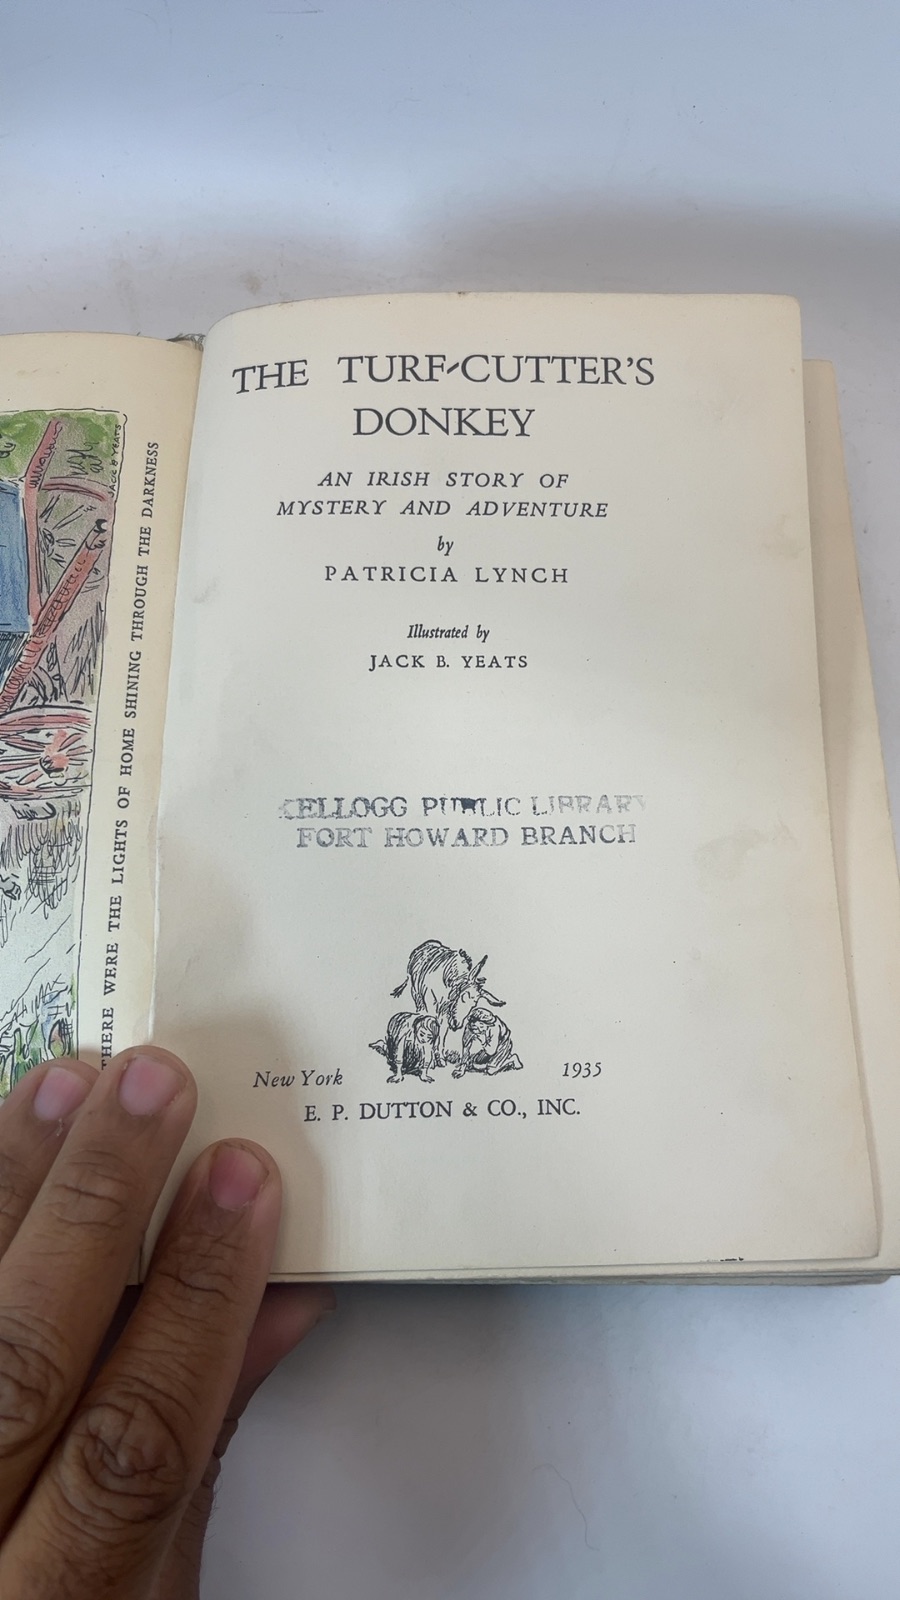 JACK B YEATS
THERE WERE THE LIGHTS OF HOME SHINING THROUGH THE DARKNESS
THE TURF-CUTTER'S
DONKEY
AN IRISH STORY OF
MYSTERY AND ADVENTURE
by
PATRICIA LYNCH
Illustrated by
JACK B. YEATS
KELLOGG PUBLIC LIBRARY
FORT HOWARD BRANCH
New York 1935
E. P. DUTTON & CO., INC.